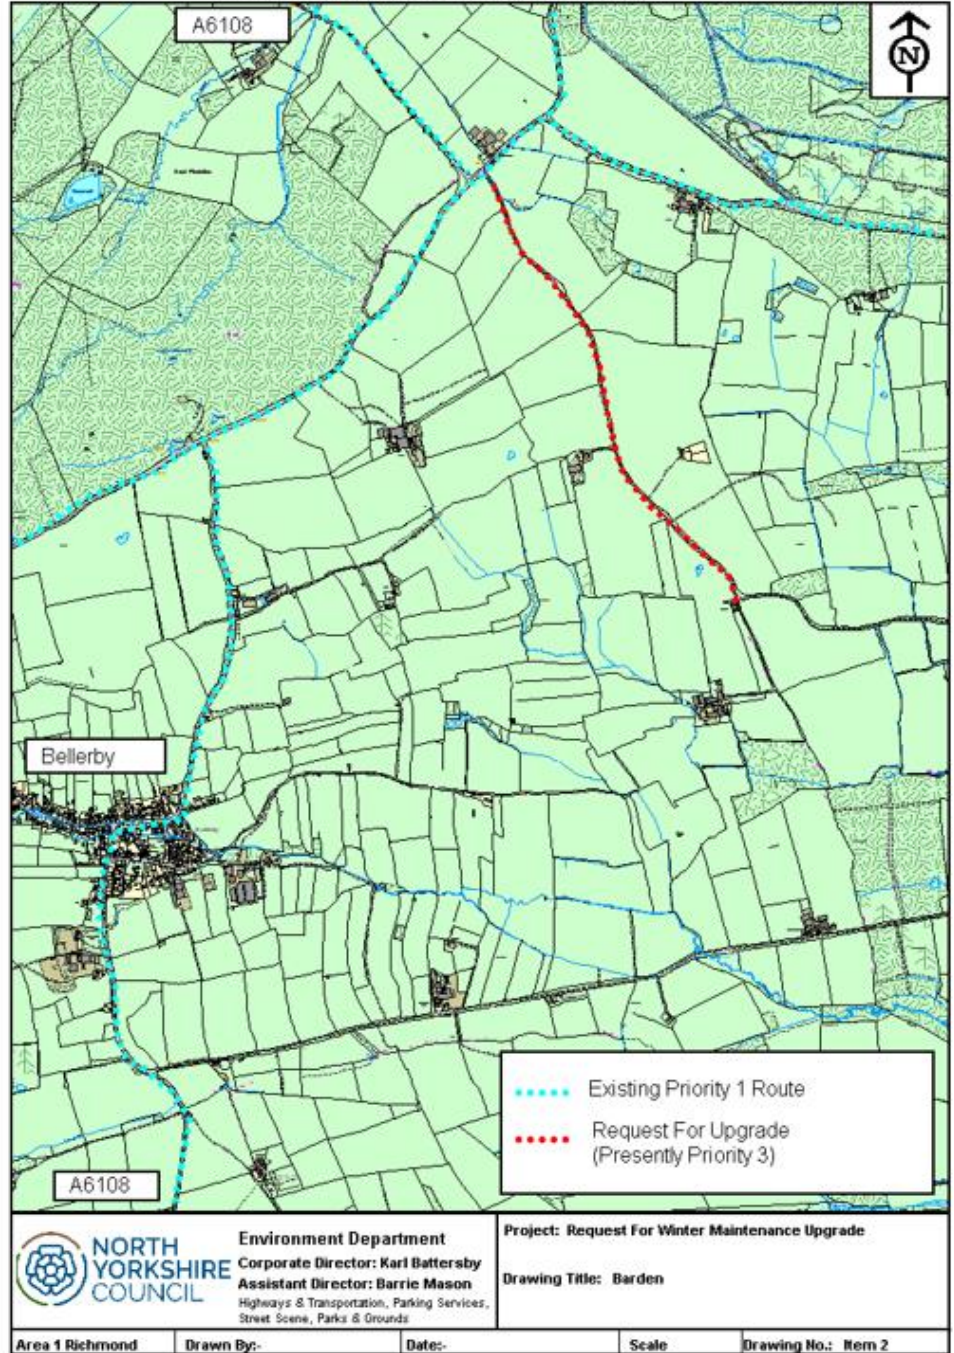 A6108
N
Bellerby
Existing Priority 1 Route
Request For Upgrade
(Presently Priority 3)
A6108
NORTH
YORKSHIRE
COUNCIL
Environment Department
Corporate Director: Karl Battersby
Assistant Director: Barrie Mason
Highways & Transportation, Parking Services,
Street Scene, Parks & Grounds
Project: Request For Winter Maintenance Upgrade
Drawing Title: Barden
Area 1 Richmond
Drawn By:-
Date:-
Scale
Drawing No.: Item 2